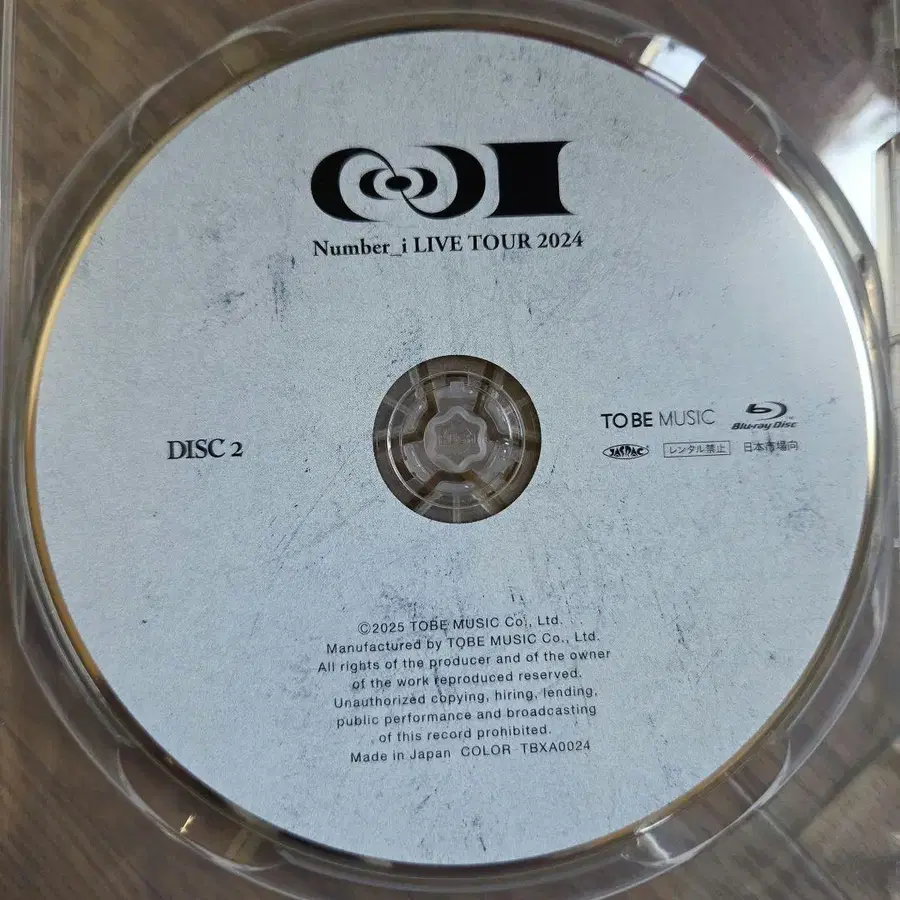 Number_i LIVE TOUR 2024
DISC 2
TOBE MUSIC
Blu-ray Disc
JASRAC
レンタル禁止
日本市場向
©2025 TOBE MUSIC Co., Ltd.
Manufactured by TOBE MUSIC Co., Ltd.
All rights of the producer and of the owner
of the work reproduced reserved.
Unauthorized copying, hiring, lending,
public performance and broadcasting
of this record prohibited.
Made in Japan COLOR TBXA0024